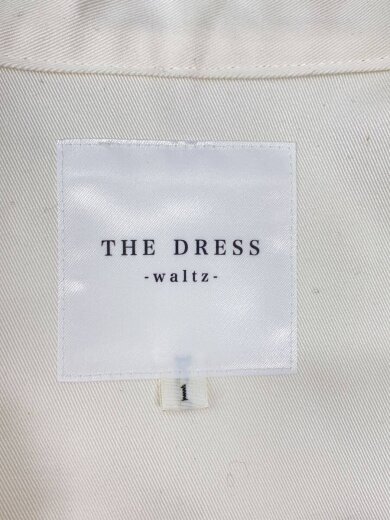 THE DRESS
-waltz-
1